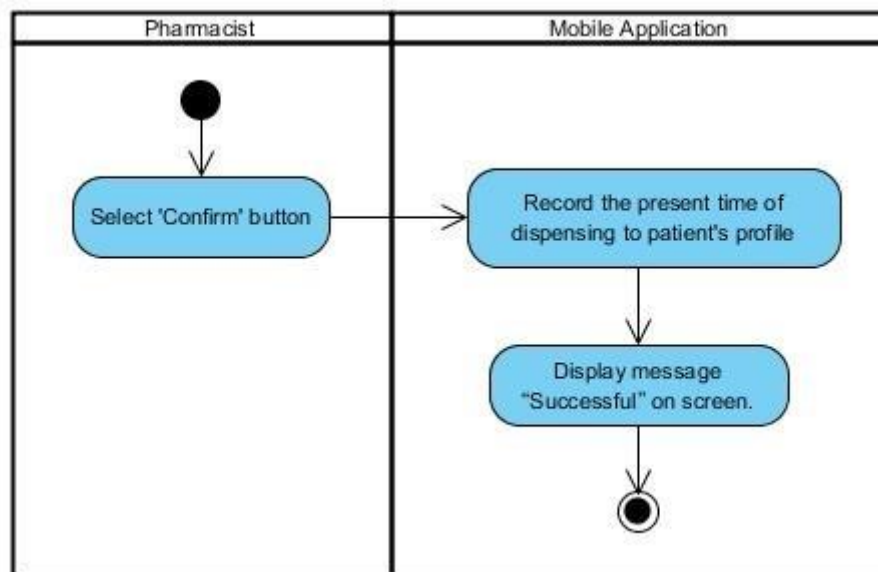 Pharmacist
Mobile Application
Select 'Confirm' button
Record the present time of
dispensing to patient's profile
Display message
“Successful” on screen.